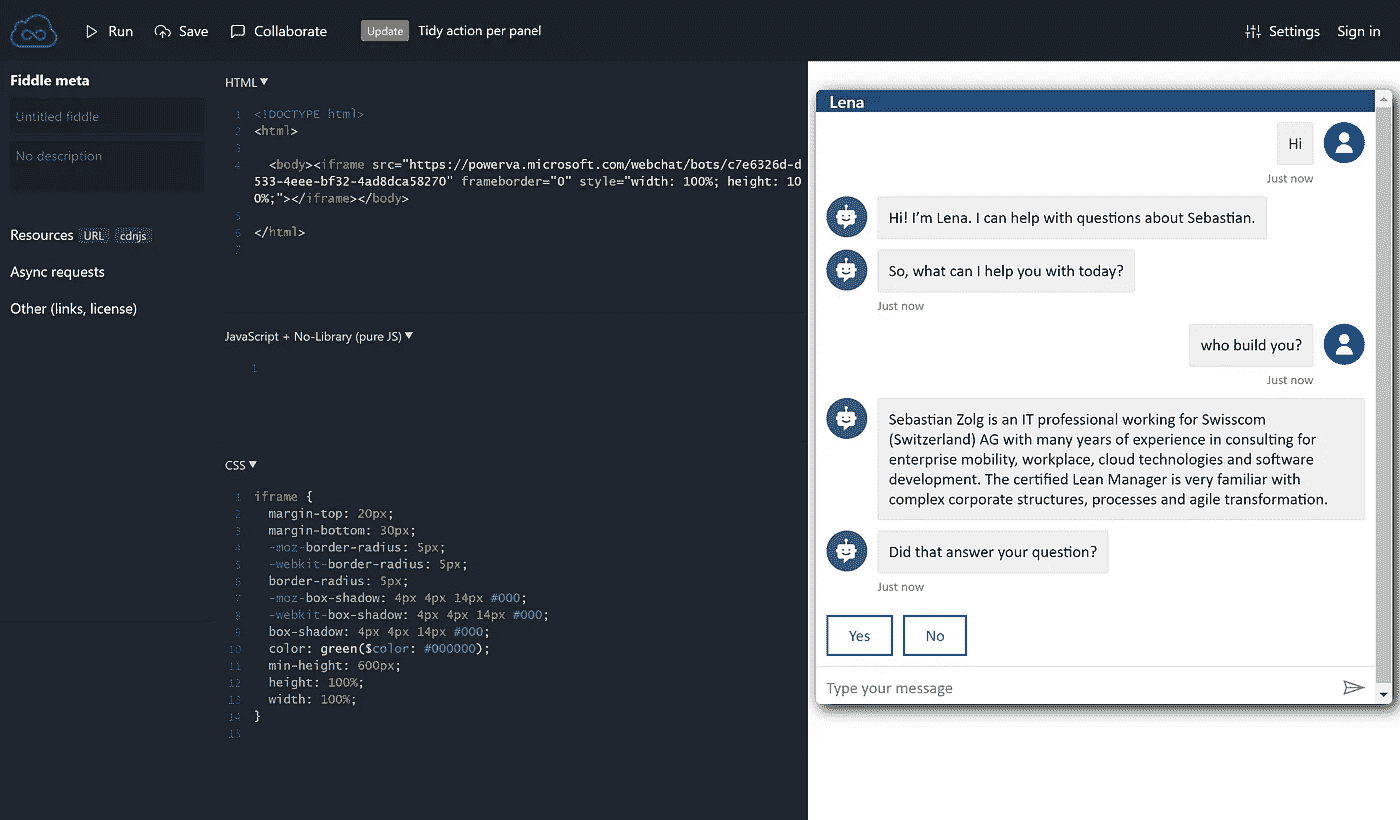 Run
Save
Collaborate
Update
Tidy action per panel
Settings
Sign in
Fiddle meta
Untitled fiddle
No description
Resources URL cdnjs
Async requests
Other (links, license)
HTML ▼
1 <!DOCTYPE html>
2 <html>
3
4 <body><iframe src="https://powerva.microsoft.com/webchat/bots/c7e6326d-d
533-4eee-bf32-4ad8dca58270" frameborder="0" style="width: 100%; height: 10
0%;"></iframe></body>
5
6 </html>
7
JavaScript + No-Library (pure JS) ▼
1
CSS ▼
1 iframe {
2 margin-top: 20px;
3 margin-bottom: 30px;
4 -moz-border-radius: 5px;
5 -webkit-border-radius: 5px;
6 border-radius: 5px;
7 -moz-box-shadow: 4px 4px 14px #000;
8 -webkit-box-shadow: 4px 4px 14px #000;
9 box-shadow: 4px 4px 14px #000;
10 color: green($color: #000000);
11 min-height: 600px;
12 height: 100%;
13 width: 100%;
14 }
15
Lena
Hi
Just now
Hi! I’m Lena. I can help with questions about Sebastian.
So, what can I help you with today?
Just now
who build you?
Just now
Sebastian Zolg is an IT professional working for Swisscom
(Switzerland) AG with many years of experience in consulting for
enterprise mobility, workplace, cloud technologies and software
development. The certified Lean Manager is very familiar with
complex corporate structures, processes and agile transformation.
Did that answer your question?
Just now
Yes
No
Type your message